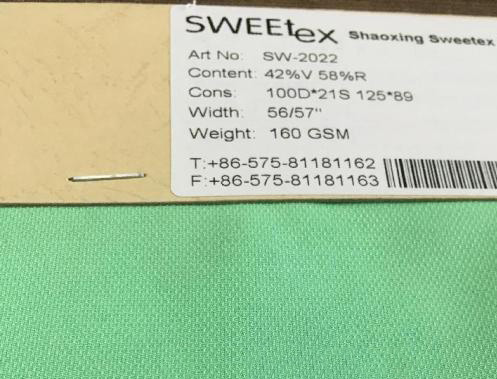 SWEEtex Shaoxing Sweetex
Art No: SW-2022
Content: 42%V 58%R
Cons: 100D*21S 125*89
Width: 56/57"
Weight: 160 GSM
T:+86-575-81181162
F:+86-575-81181163